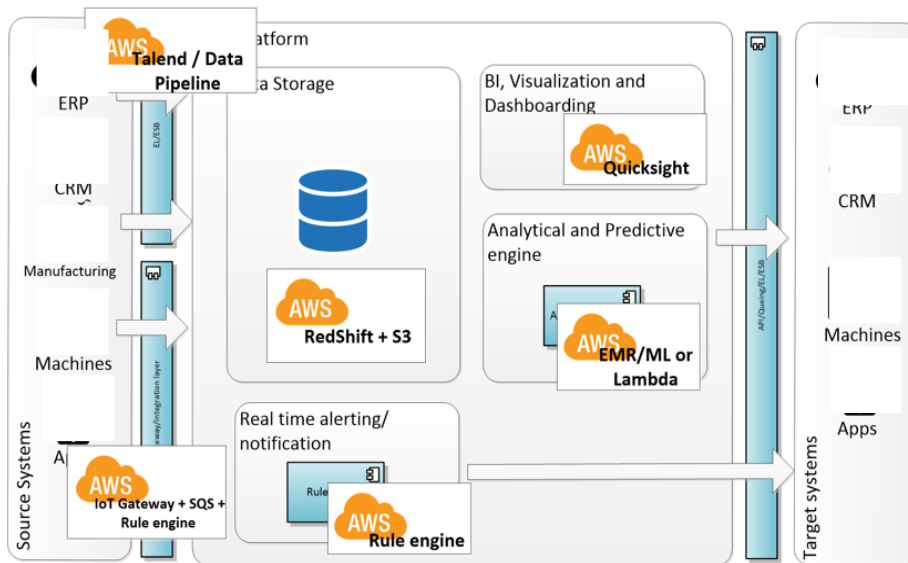 AWS
Talend / Data
Pipeline
ERP
CRM
Manufacturing
Machines
Source Systems
EL/ESB
AWS
IoT Gateway + SQS +
Rule engine
Storage
AWS
RedShift + S3
Real time alerting/
notification
AWS
Rule engine
BI, Visualization and
Dashboarding
AWS
Quicksight
Analytical and Predictive
engine
AWS
EMR/ML or
Lambda
API/Queing/EL/ESB
ERP
CRM
Machines
Apps
Target systems